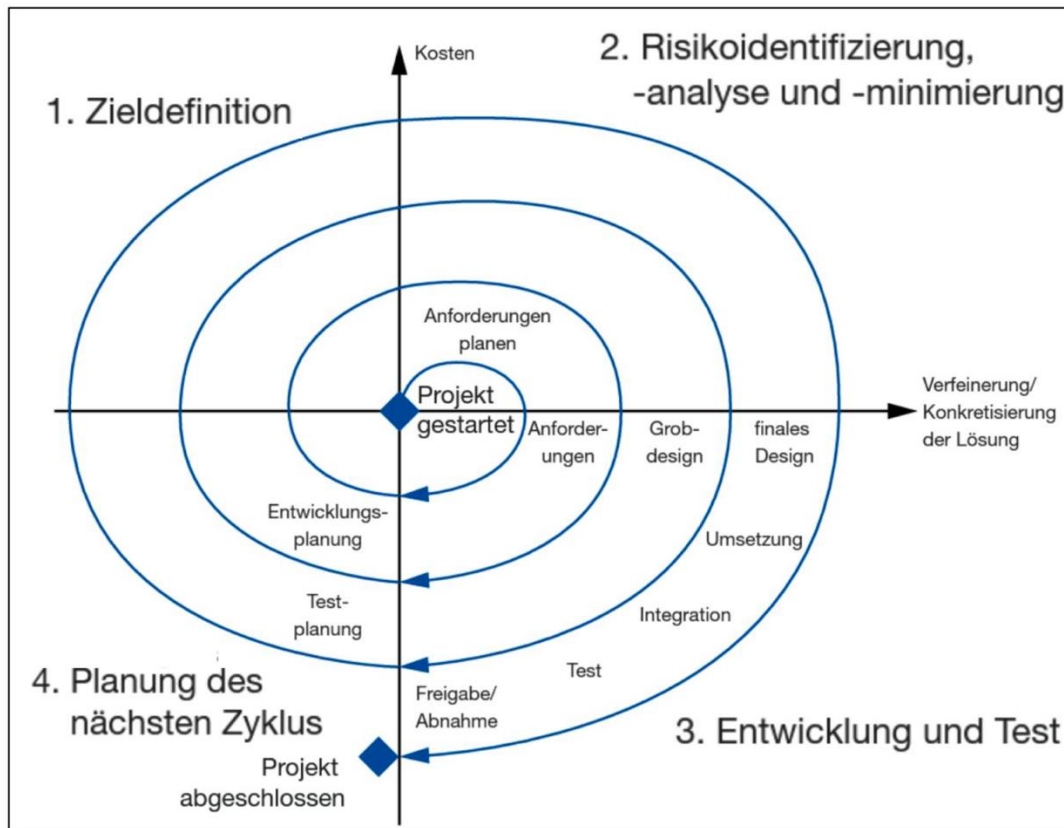 Kosten
2. Risikoidentifizierung,
-analyse und -minimierung
1. Zieldefinition
Anforderungen
planen
Projekt
gestartet
Verfeinerung/
Konkretisierung
der Lösung
Anforder-
ungen
Grob-
design
finales
Design
Entwicklungs-
planung
Umsetzung
Test-
planung
Integration
Test
4. Planung des
nächsten Zyklus
Freigabe/
Abnahme
3. Entwicklung und Test
Projekt
abgeschlossen